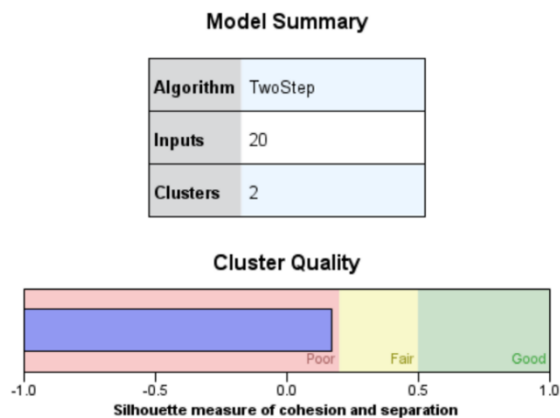 Model Summary
Algorithm TwoStep
Inputs 20
Clusters 2
Cluster Quality
Poor Fair Good
-1.0 -0.5 0.0 0.5 1.0
Silhouette measure of cohesion and separation